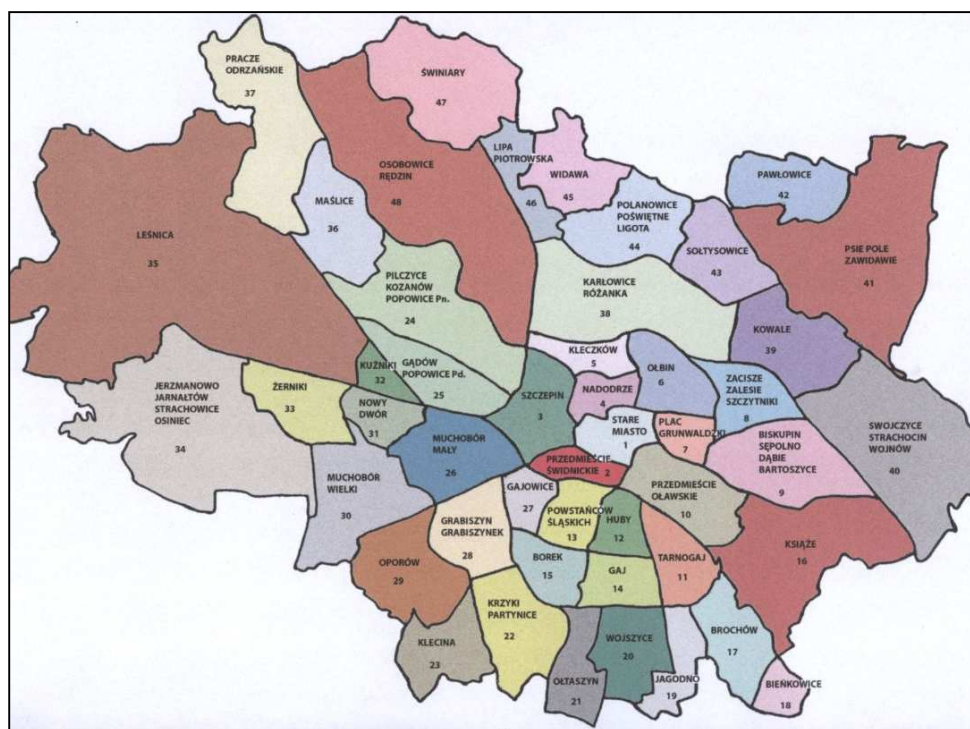 PRACZE
ODRZAŃSKIE
37
ŚWINIARY
47
LIPA
PIOTROWSKA
46
WIDAWA
45
OSOBOWICE
RĘDZIN
48
PAWŁOWICE
42
MAŚLICE
36
POLANOWICE
POŚWIĘTNE
LIGOTA
44
SOŁTYSOWICE
43
PSIE POLE
ZAWIDAWIE
41
LEŚNICA
35
PILCZYCE
KOZANÓW
POPOWICE Pn.
24
KARŁOWICE
RÓŻANKA
38
KOWALE
39
KLECZKÓW
5
KUŹNIKI
32
GĄDÓW
POPOWICE Pd.
25
OŁBIN
6
ZACISZE
ZALESIE
SZCZYTNIKI
8
JERZMANOWO
JARNAŁTÓW
STRACHOWICE
OSINIEC
34
ŻERNIKI
33
NOWY
DWÓR
31
SZCZEPIN
3
NADODRZE
4
STARE
MIASTO
1
PLAC
GRUNWALDZKI
7
SWOJCZYCE
STRACHOCIN
WOJNÓW
40
MUCHOBÓR
MAŁY
26
BISKUPIN
SĘPOLNO
DĄBIE
BARTOSZYCE
9
PRZEDMIEŚCIE
ŚWIDNICKIE
2
MUCHOBÓR
WIELKI
30
GAJOWICE
27
PRZEDMIEŚCIE
OŁAWSKIE
10
POWSTAŃCÓW
ŚLĄSKICH
13
HUBY
12
GRABISZYN
GRABISZYNEK
28
BOREK
15
TARNOGAJ
11
KSIĄŻE
16
OPORÓW
29
GAJ
14
KRZYKI
PARTYNICE
22
KLECINA
23
WOJSZYCE
20
BROCHÓW
17
OŁTASZYN
21
JAGODNO
19
BIEŃKOWICE
18